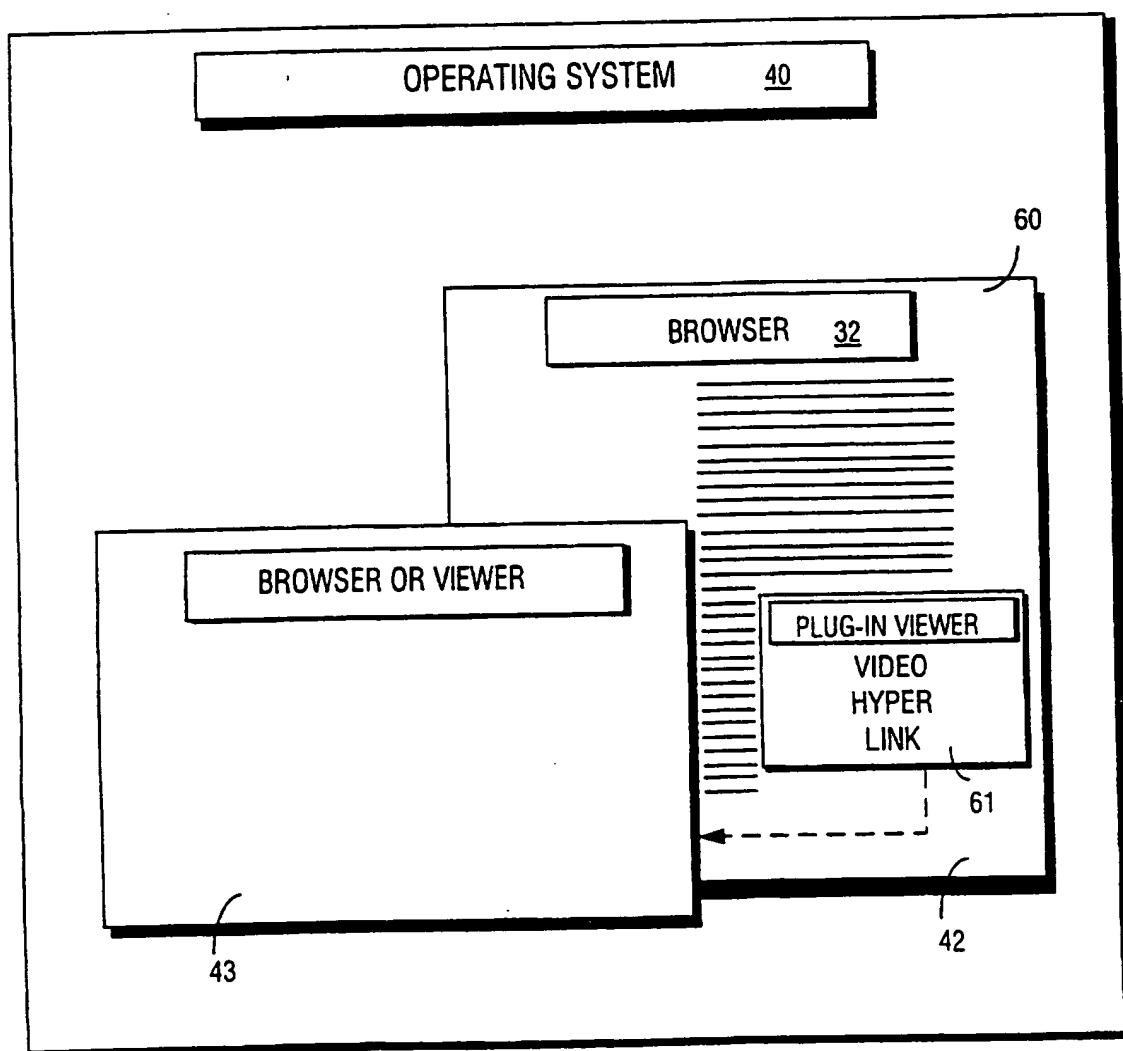 OPERATING SYSTEM 40
60
BROWSER 32
BROWSER OR VIEWER
PLUG-IN VIEWER
VIDEO
HYPER
LINK
61
43
42